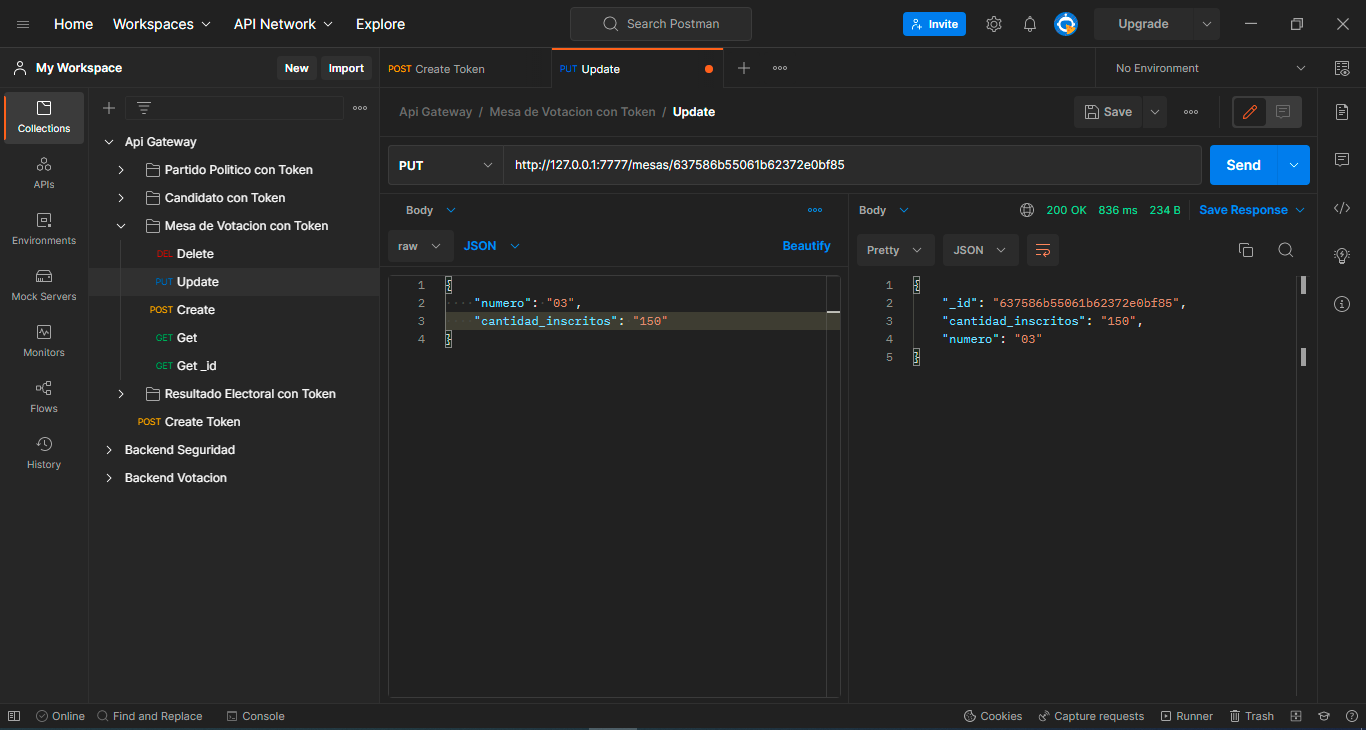 Home Workspaces API Network Explore Search Postman Invite Upgrade
My Workspace New Import POST Create Token PUT Update No Environment
Collections
APIs
Environments
Mock Servers
Monitors
Flows
History
Api Gateway
Partido Politico con Token
Candidato con Token
Mesa de Votacion con Token
DEL Delete
PUT Update
POST Create
GET Get
GET Get _id
Resultado Electoral con Token
POST Create Token
Backend Seguridad
Backend Votacion
Api Gateway / Mesa de Votacion con Token / Update Save
PUT http://127.0.0.1:7777/mesas/637586b55061b62372e0bf85 Send
Body
raw JSON Beautify
1 {
2 "numero": "03",
3 "cantidad_inscritos": "150"
4 }
Body 200 OK 836 ms 234 B Save Response
Pretty JSON
1 {
2 "_id": "637586b55061b62372e0bf85",
3 "cantidad_inscritos": "150",
4 "numero": "03"
5 }
Online Find and Replace Console Cookies Capture requests Runner Trash